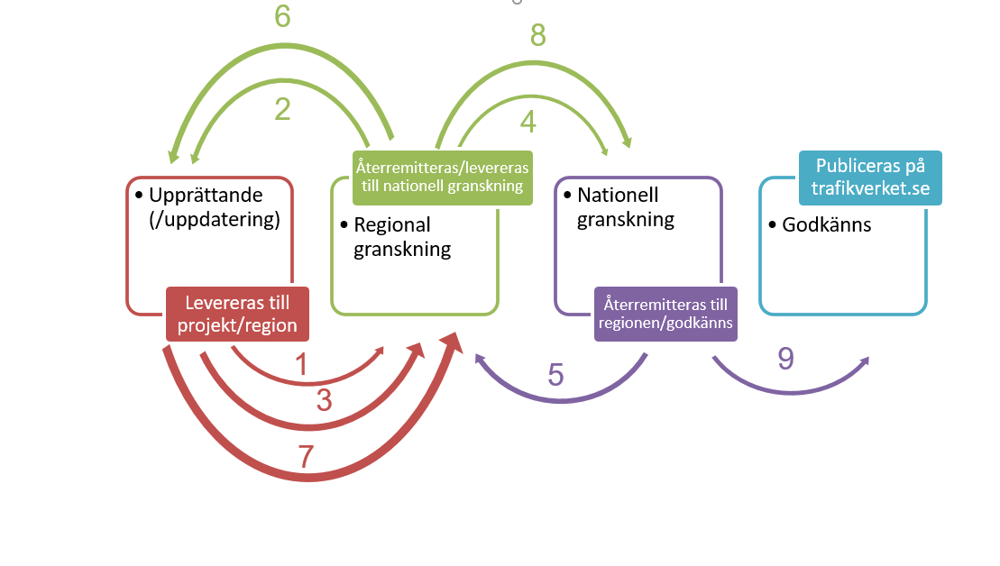 6
8
2
4
Återremitteras/levereras
till nationell granskning
Publiceras på
trafikverket.se
• Upprättande
(/uppdatering)
• Regional
granskning
• Nationell
granskning
• Godkänns
Levereras till
projekt/region
Återremitteras till
regionen/godkänns
1
3
7
5
9